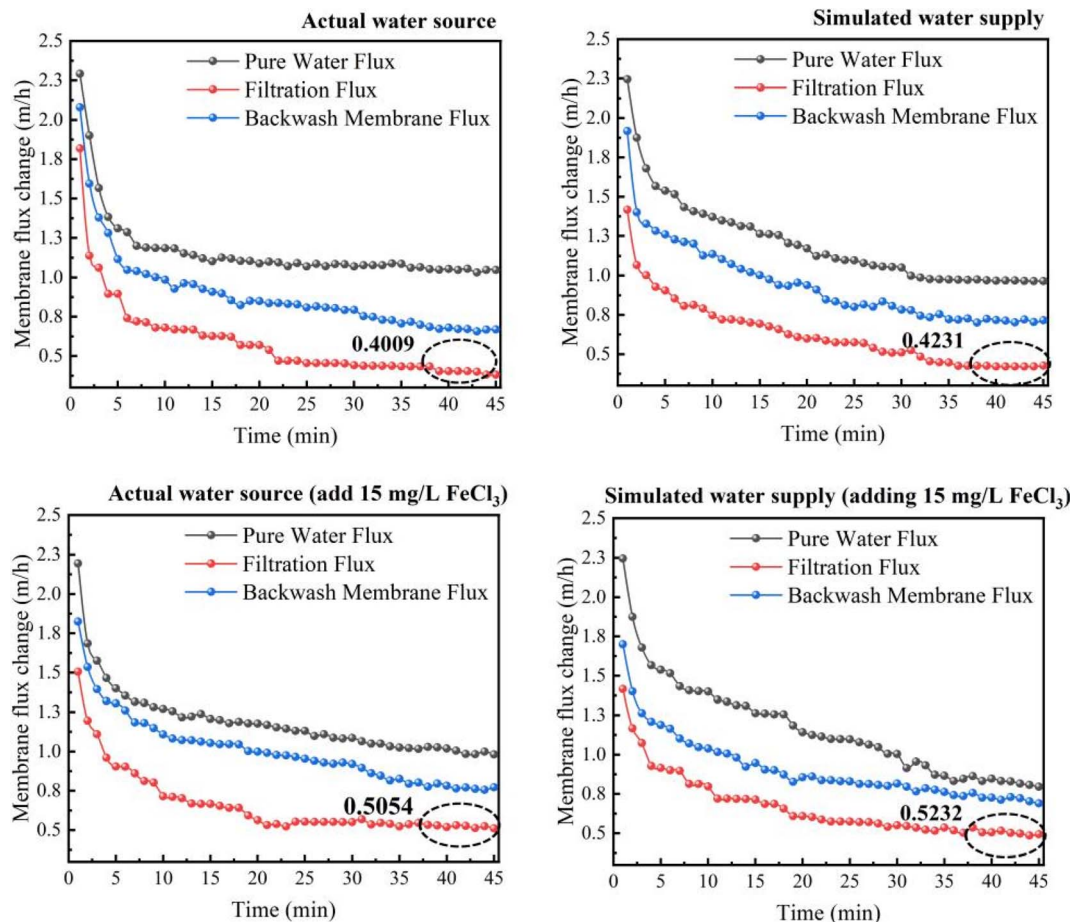 Actual water source
Membrane flux change (m/h)
2.5
2.3
2.0
1.8
1.5
1.3
1.0
0.8
0.5
Pure Water Flux
Filtration Flux
Backwash Membrane Flux
0.4009
0 5 10 15 20 25 30 35 40 45
Time (min)
Simulated water supply
Membrane flux change (m/h)
2.5
2.3
2.0
1.8
1.5
1.3
1.0
0.8
0.5
Pure Water Flux
Filtration Flux
Backwash Membrane Flux
0.4231
0 5 10 15 20 25 30 35 40 45
Time (min)
Actual water source (add 15 mg/L FeCl₃)
Membrane flux change (m/h)
2.5
2.3
2.0
1.8
1.5
1.3
1.0
0.8
0.5
Pure Water Flux
Filtration Flux
Backwash Membrane Flux
0.5054
0 5 10 15 20 25 30 35 40 45
Time (min)
Simulated water supply (adding 15 mg/L FeCl₃)
Membrane flux change (m/h)
2.5
2.3
2.0
1.8
1.5
1.3
1.0
0.8
0.5
Pure Water Flux
Filtration Flux
Backwash Membrane Flux
0.5232
0 5 10 15 20 25 30 35 40 45
Time (min)